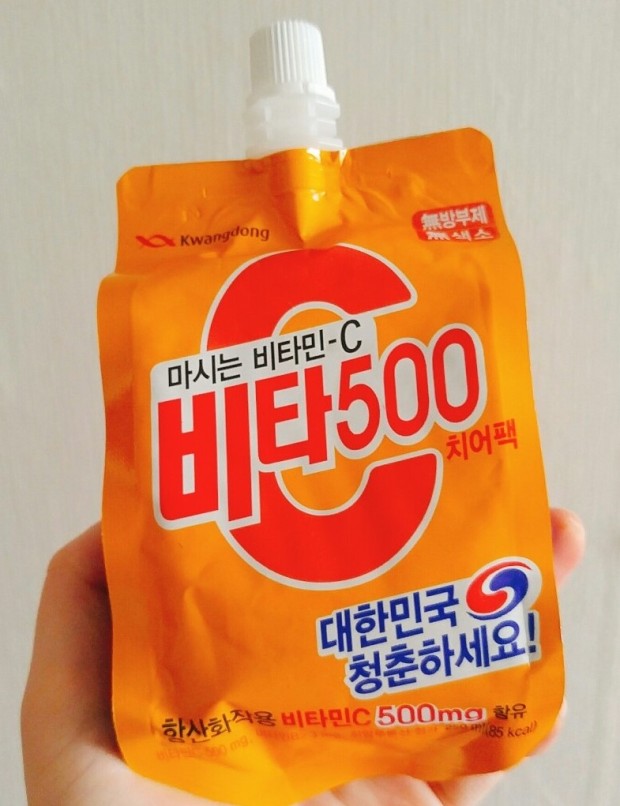 Kwangdong
無방부제
無색소
마시는 비타민-C
비타500
치어팩
대한민국
청춘하세요!
항산화작용 비타민C 500mg 함유
(85 kcal)